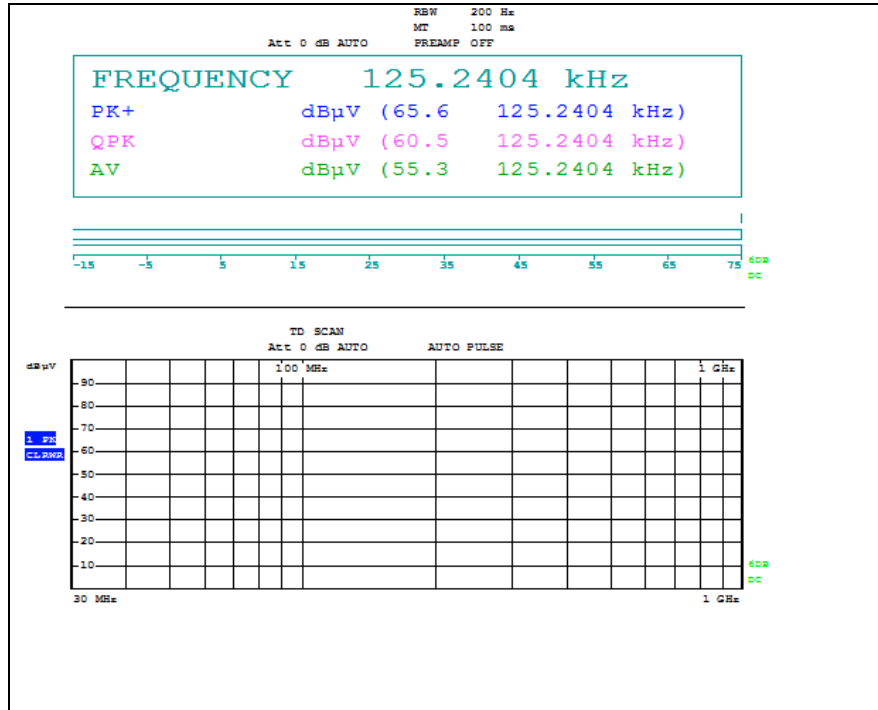 RBW 200 Hz
MT 100 ms
Att 0 dB AUTO PREAMP OFF
FREQUENCY 125.2404 kHz
PK+ dBµV (65.6 125.2404 kHz)
QPK dBµV (60.5 125.2404 kHz)
AV dBµV (55.3 125.2404 kHz)
-15 -5 5 15 25 35 45 55 65 75
6DB
DC
TD SCAN
Att 0 dB AUTO AUTO PULSE
dBµV
100 MHz 1 GHz
90
80
70
1 PK
60
CLRWR
50
40
30
20
10
6DB
DC
30 MHz 1 GHz